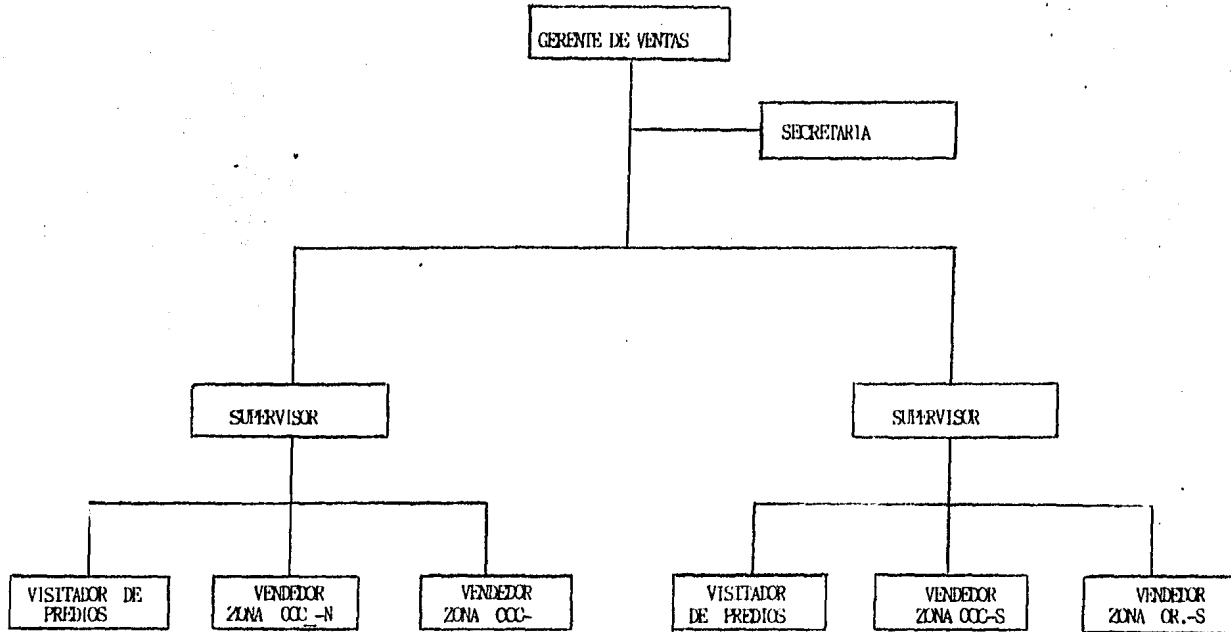 GERENTE DE VENTAS
SECRETARIA
SUPERVISOR
SUPERVISOR
VISITADOR DE
PREDIOS
VENDEDOR
ZONA OCC -N
VENDEDOR
ZONA OCC-
VISITADOR
DE PREDIOS
VENDEDOR
ZONA OCC-S
VENDEDOR
ZONA OR.-S